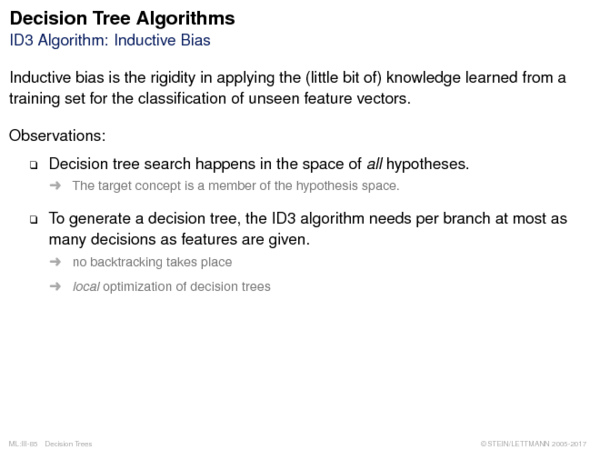 Decision Tree Algorithms
ID3 Algorithm: Inductive Bias
Inductive bias is the rigidity in applying the (little bit of) knowledge learned from a
training set for the classification of unseen feature vectors.
Observations:
❑ Decision tree search happens in the space of all hypotheses.
➜ The target concept is a member of the hypothesis space.
❑ To generate a decision tree, the ID3 algorithm needs per branch at most as
many decisions as features are given.
➜ no backtracking takes place
➜ local optimization of decision trees
ML:III-85 Decision Trees © STEIN/LETTMANN 2005-2017